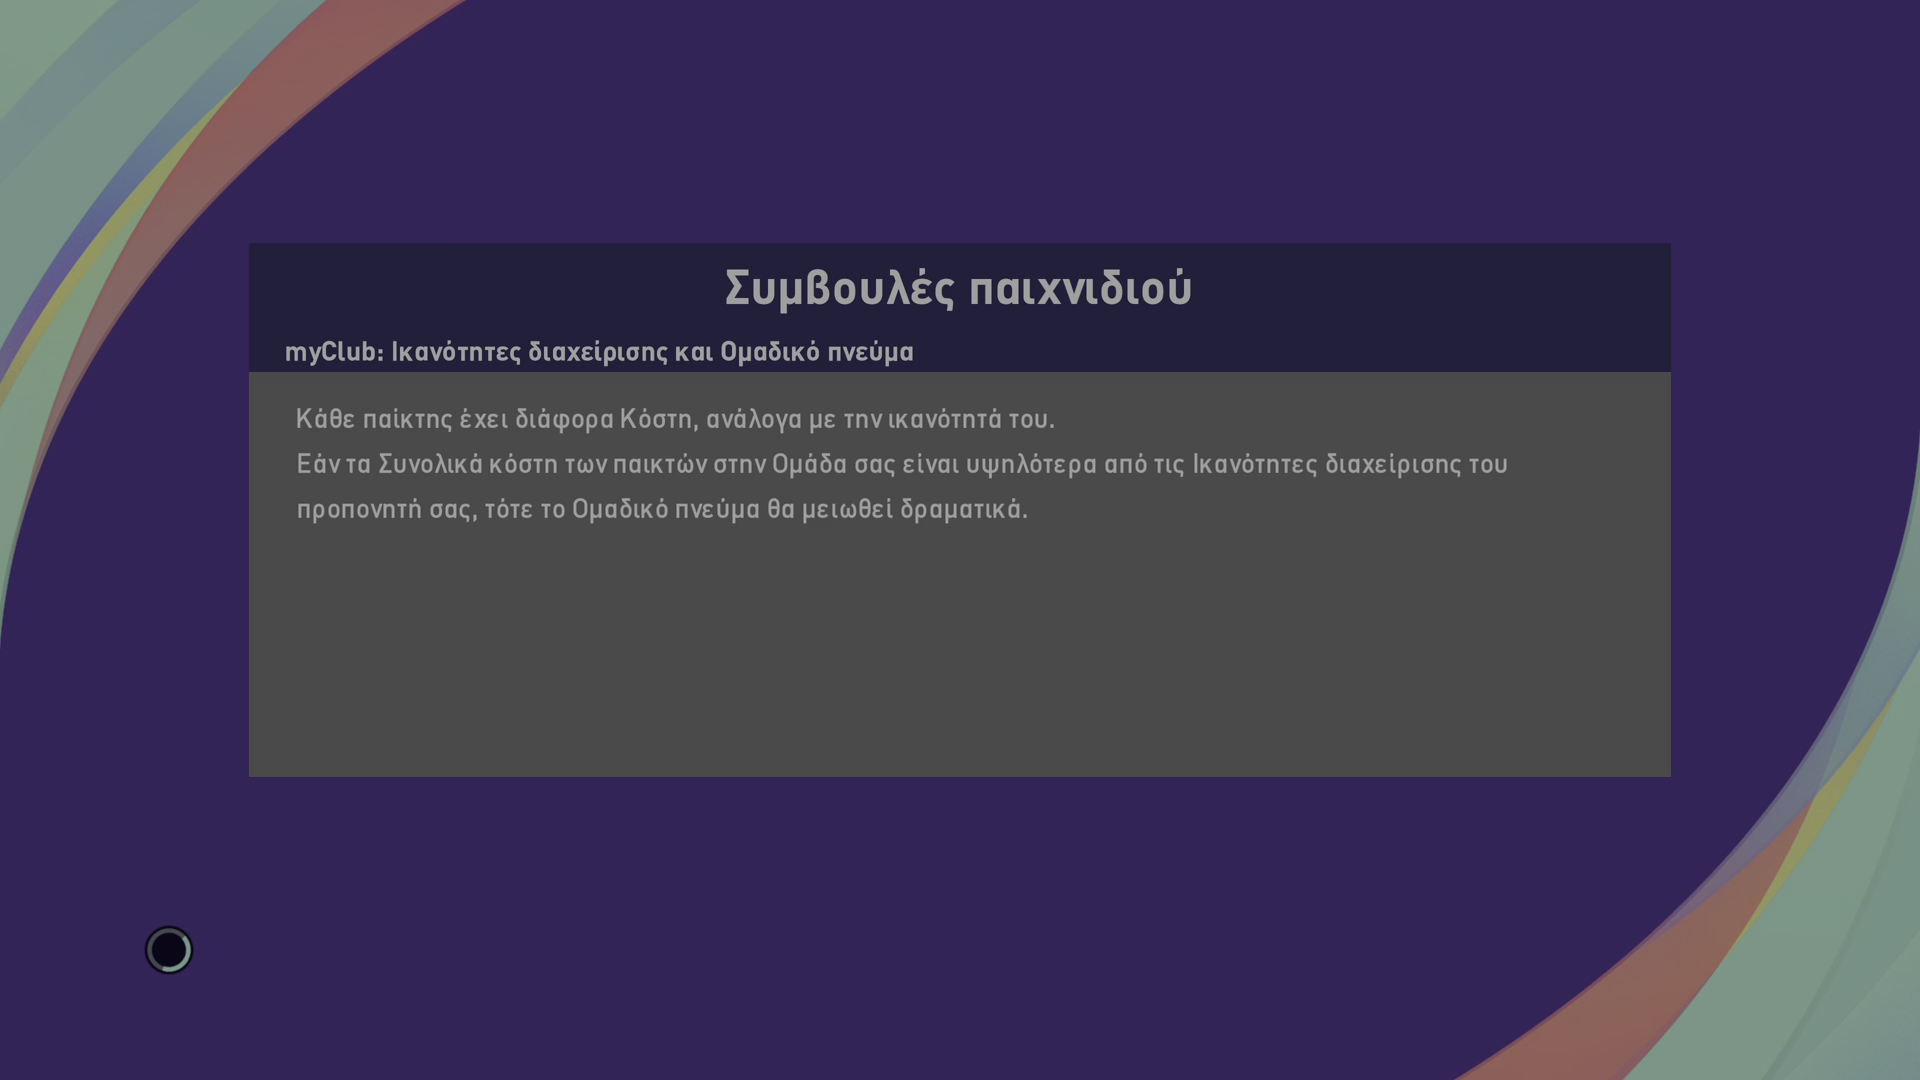 Συμβουλές παιχνιδιού
myClub: Ικανότητες διαχείρισης και Ομαδικό πνεύμα
Κάθε παίκτης έχει διάφορα Κόστη, ανάλογα με την ικανότητά του.
Εάν τα Συνολικά κόστη των παικτών στην Ομάδα σας είναι υψηλότερα από τις Ικανότητες διαχείρισης του
προπονητή σας, τότε το Ομαδικό πνεύμα θα μειωθεί δραματικά.